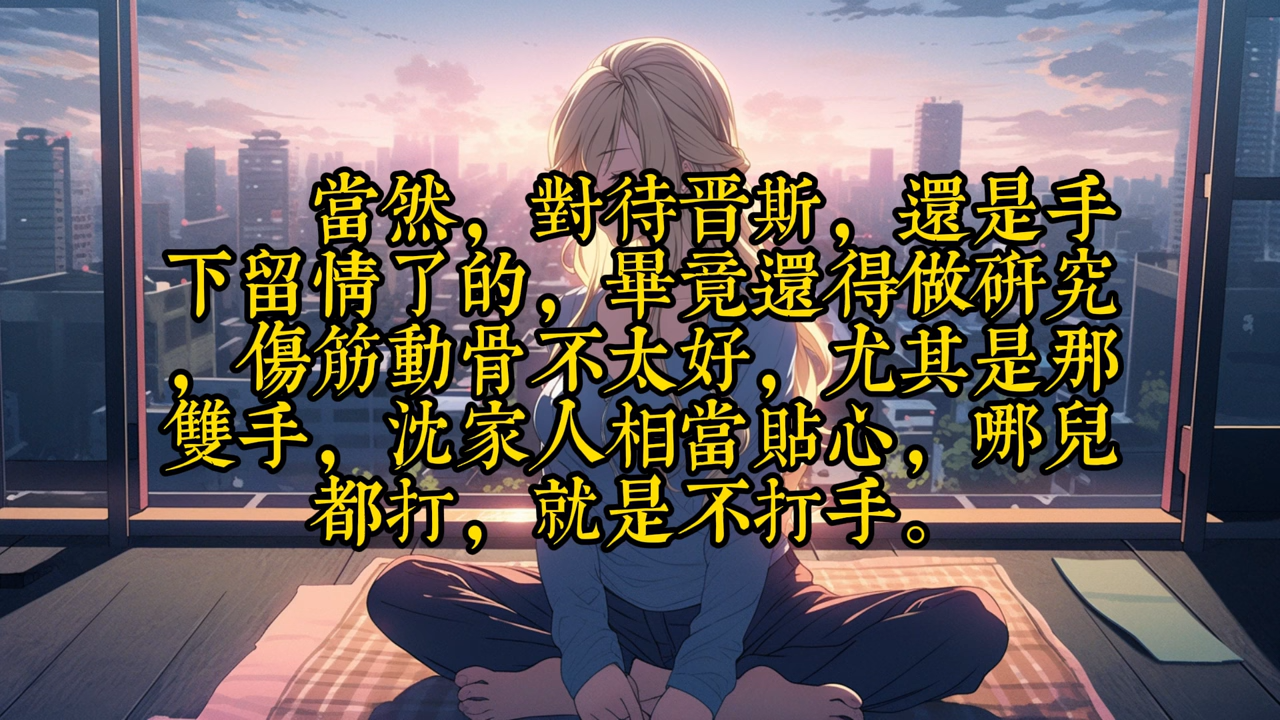 當然，對待晋斯，還是手
下留情了的，畢竟還得做研究
，傷筋動骨不太好，尤其是那
雙手，沈家人相當貼心，哪兒
都打，就是不打手。